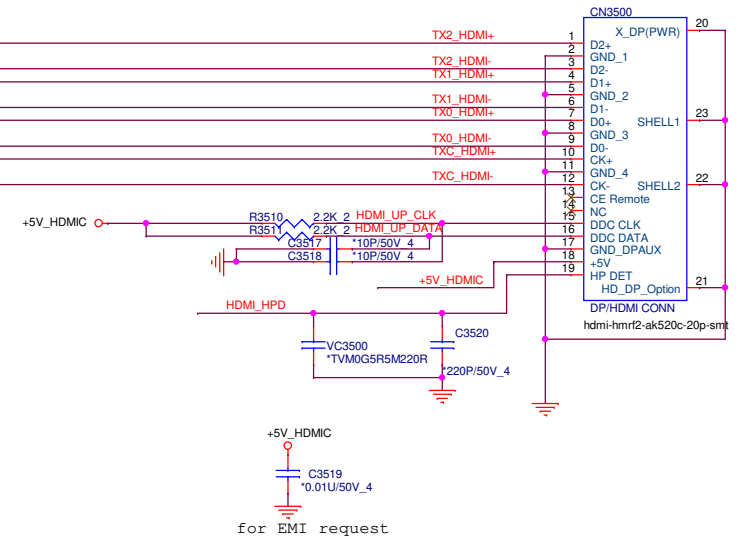 CN3500
TX2_HDMI+ 1 D2+ X_DP(PWR) 20
2 GND_1
TX2_HDMI- 3 D2-
TX1_HDMI+ 4 D1+
5 GND_2
TX1_HDMI- 6 D1-
TX0_HDMI+ 7 D0+ SHELL1 23
8 GND_3
TX0_HDMI- 9 D0-
TXC_HDMI+ 10 CK+
11 GND_4
TXC_HDMI- 12 CK- SHELL2 22
13 CE Remote
14 NC
+5V_HDMIC R3510 2.2K_2 HDMI_UP_CLK 15 DDC CLK
R3511 2.2K_2 HDMI_UP_DATA 16 DDC DATA
C3517 *10P/50V_4 17 GND_DPAUX
C3518 *10P/50V_4 18 +5V
19 HP DET
+5V_HDMIC HD_DP_Option 21
HDMI_HPD DP/HDMI CONN
hdmi-hmrf2-ak520c-20p-smt
VC3500
*TVM0G5R5M220R
C3520
*220P/50V_4
+5V_HDMIC
C3519
*0.01U/50V_4
for EMI request